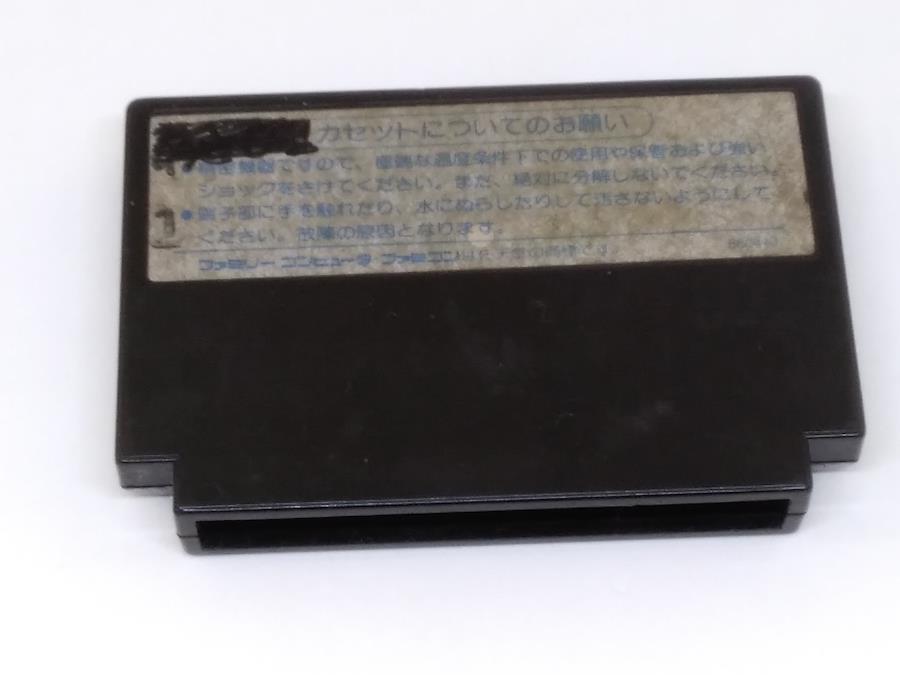 カセットについてのお願い
●精密機器ですので、極端な温度条件下での使用や保管および強い
ショックをさけてください。また、絶対に分解しないでください。
1
●端子部に手を触れたり、水にぬらしたりして汚さないようにして
ください。故障の原因となります。
ファミリー コンピュータ ファミコンは任天堂の商標です。